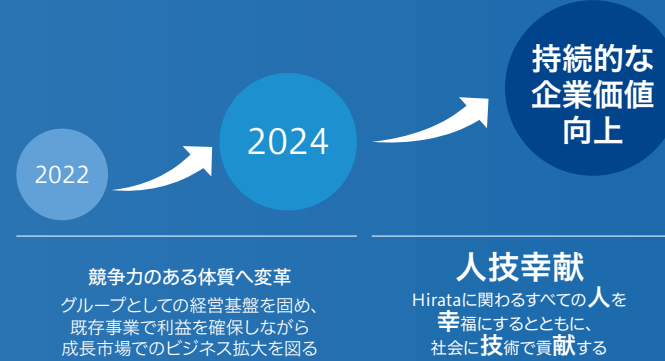 2022
2024
持続的な
企業価値
向上
競争力のある体質へ変革
グループとしての経営基盤を固め、
既存事業で利益を確保しながら
成長市場でのビジネス拡大を図る
人技幸献
Hirataに関わるすべての人を
幸福にするとともに、
社会に技術で貢献する